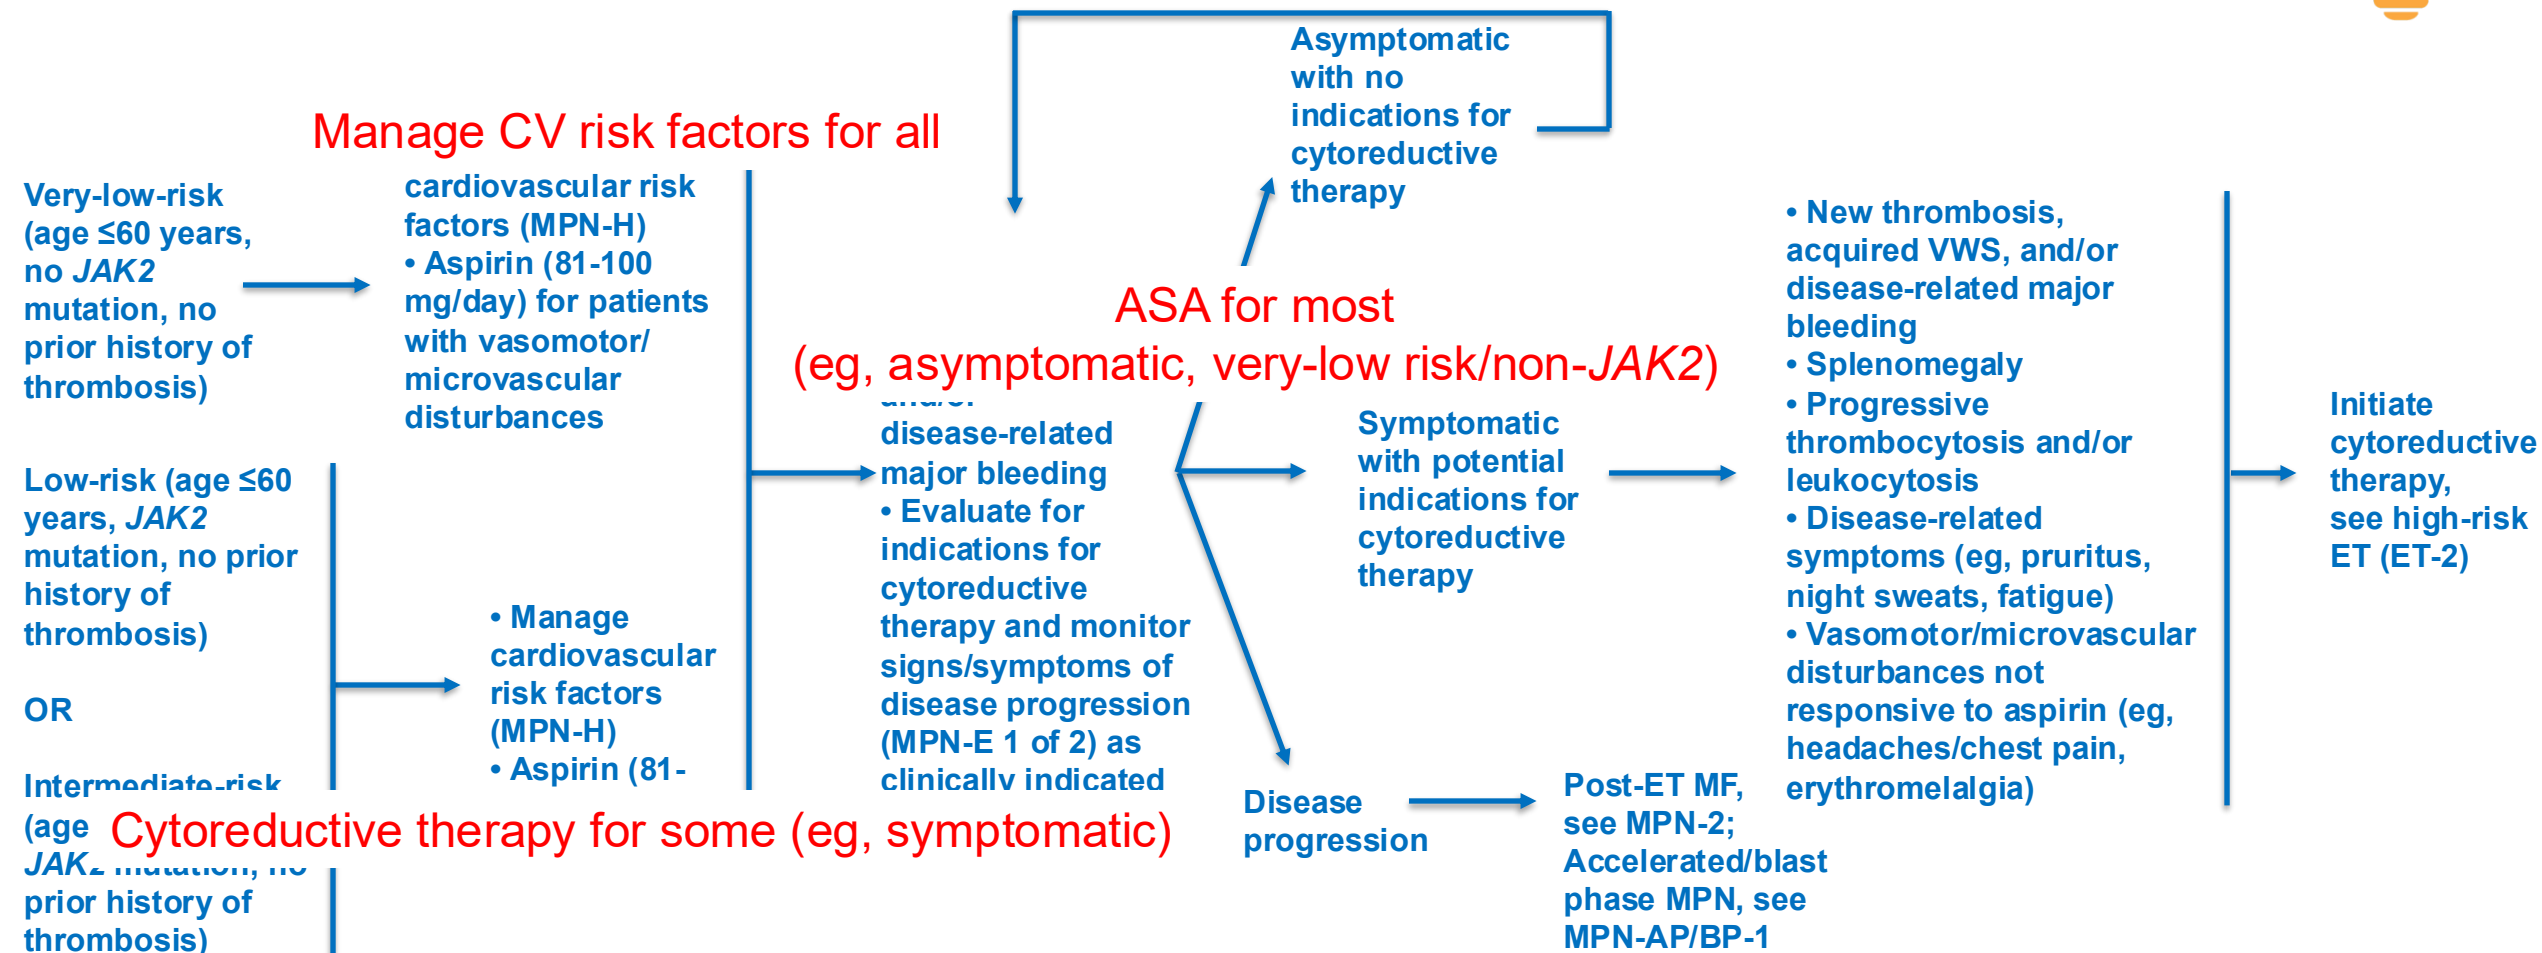 Manage CV risk factors for all
Very-low-risk
(age ≤60 years,
no JAK2
mutation, no
prior history of
thrombosis)
cardiovascular risk
factors (MPN-H)
• Aspirin (81-100
mg/day) for patients
with vasomotor/
microvascular
disturbances
Low-risk (age ≤60
years, JAK2
mutation, no prior
history of
thrombosis)
OR
Intermediate-risk
(age
JAK2 mutation, no
prior history of
thrombosis)
• Manage
cardiovascular
risk factors
(MPN-H)
• Aspirin (81-
Cytoreductive therapy for some (eg, symptomatic)
ASA for most
(eg, asymptomatic, very-low risk/non-JAK2)
and/or
disease-related
major bleeding
• Evaluate for
indications for
cytoreductive
therapy and monitor
signs/symptoms of
disease progression
(MPN-E 1 of 2) as
clinically indicated
Asymptomatic
with no
indications for
cytoreductive
therapy
Symptomatic
with potential
indications for
cytoreductive
therapy
Disease
progression
Post-ET MF,
see MPN-2;
Accelerated/blast
phase MPN, see
MPN-AP/BP-1
• New thrombosis,
acquired VWS, and/or
disease-related major
bleeding
• Splenomegaly
• Progressive
thrombocytosis and/or
leukocytosis
• Disease-related
symptoms (eg, pruritus,
night sweats, fatigue)
• Vasomotor/microvascular
disturbances not
responsive to aspirin (eg,
headaches/chest pain,
erythromelalgia)
Initiate
cytoreductive
therapy,
see high-risk
ET (ET-2)